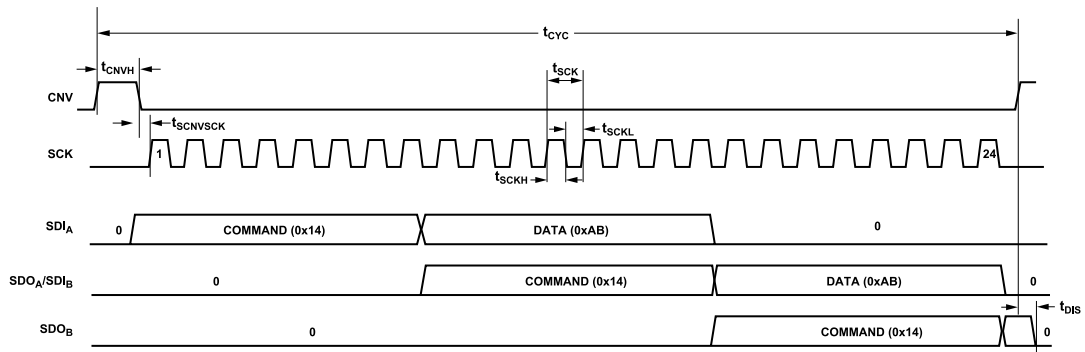 tCYC
tCNVH
tSCK
CNV
tSCNVSCK
tSCKL
SCK
1
24
tSCKH
SDIA
0
COMMAND (0x14)
DATA (0xAB)
0
SDOA/SDIB
0
COMMAND (0x14)
DATA (0xAB)
0
tDIS
SDOB
0
COMMAND (0x14)
0